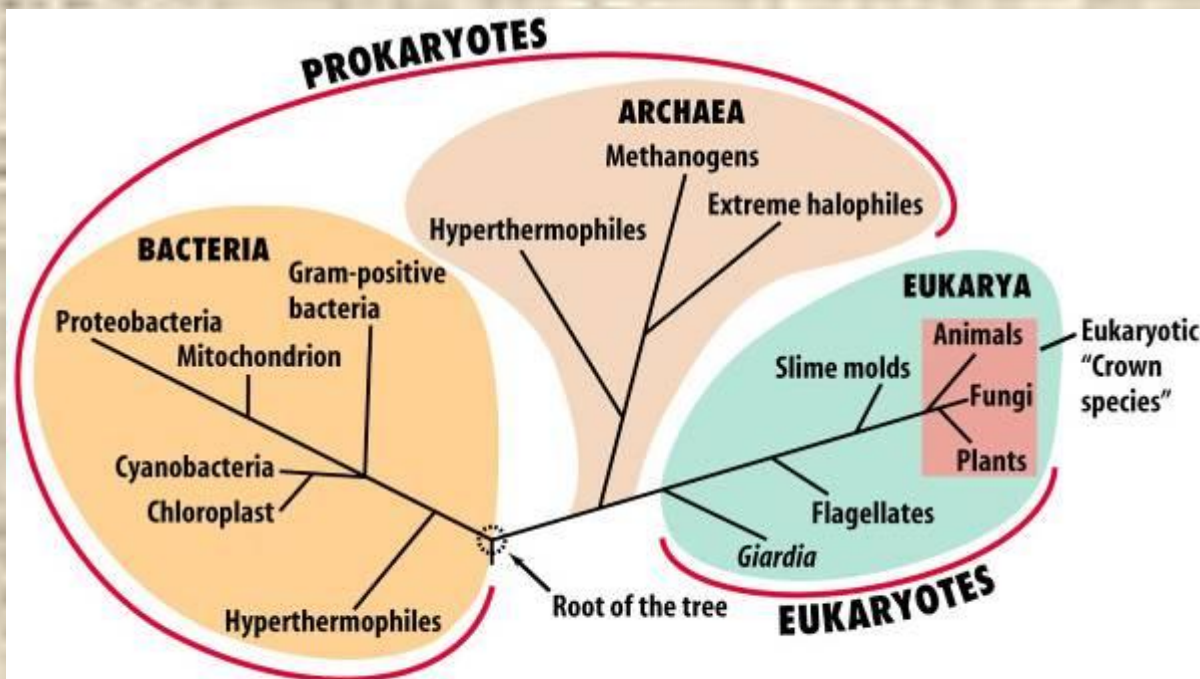 PROKARYOTES
ARCHAEA
Methanogens
Extreme halophiles
Hyperthermophiles
BACTERIA
Gram-positive
bacteria
Proteobacteria
Mitochondrion
Cyanobacteria
Chloroplast
Hyperthermophiles
Root of the tree
EUKARYA
Animals
Fungi
Plants
Eukaryotic
“Crown
species”
Slime molds
Flagellates
Giardia
EUKARYOTES